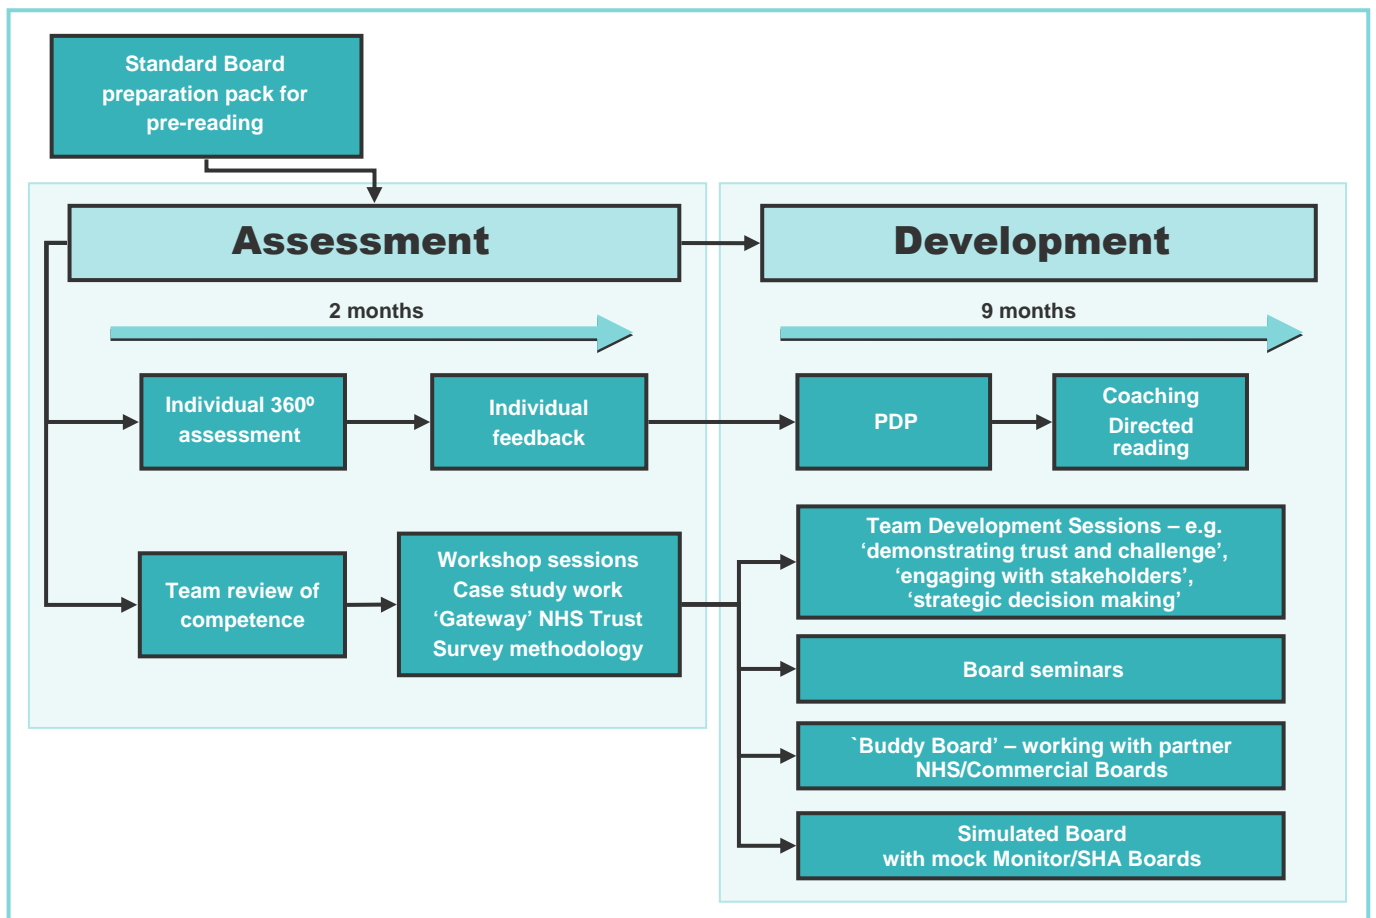 Standard Board
preparation pack for
pre-reading
Assessment
Development
2 months
9 months
Individual 360º
assessment
Individual
feedback
PDP
Coaching
Directed
reading
Team review of
competence
Workshop sessions
Case study work
‘Gateway’ NHS Trust
Survey methodology
Team Development Sessions – e.g.
‘demonstrating trust and challenge’,
‘engaging with stakeholders’,
‘strategic decision making’
Board seminars
`Buddy Board’ – working with partner
NHS/Commercial Boards
Simulated Board
with mock Monitor/SHA Boards